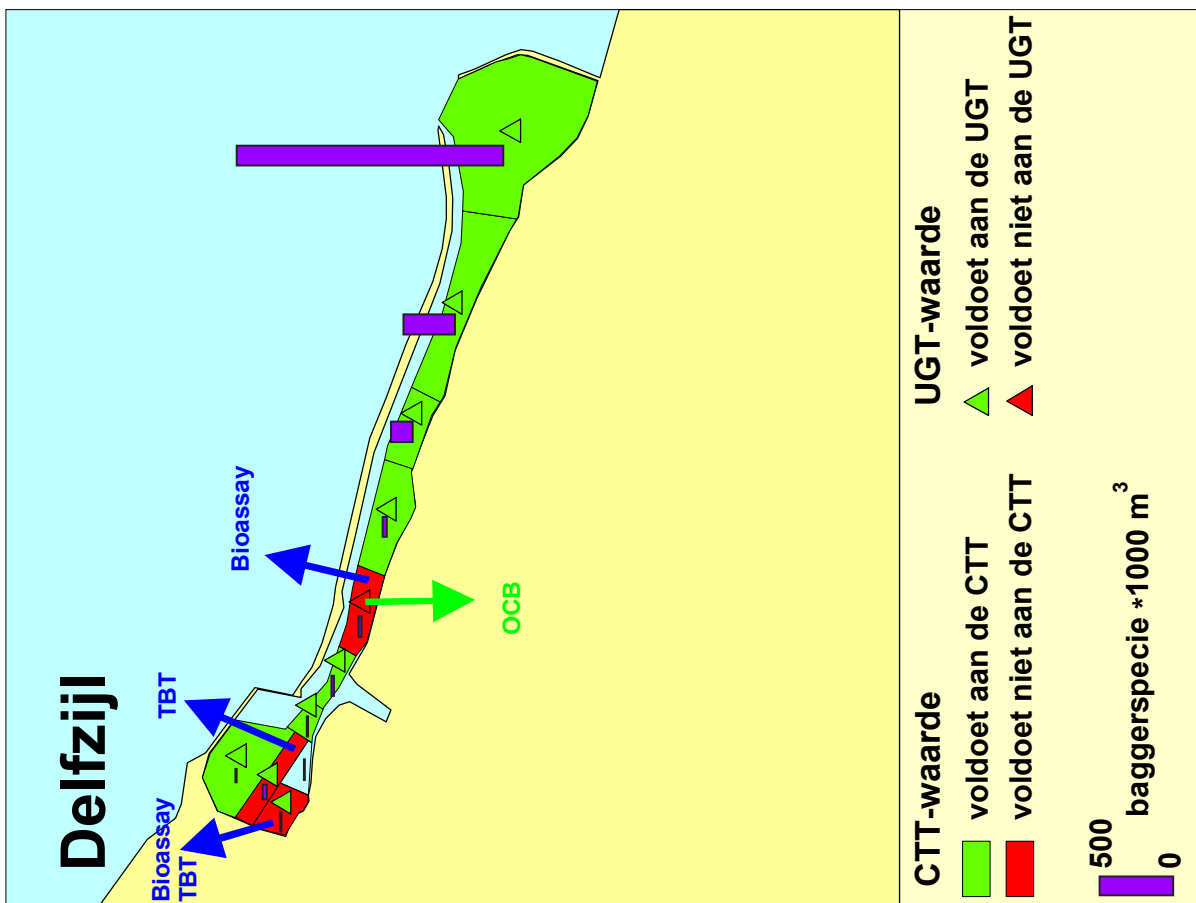 Delfzijl
Bioassay
TBT
TBT
Bioassay
OCB
CTT-waarde
voldoet aan de CTT
voldoet niet aan de CTT
UGT-waarde
voldoet aan de UGT
voldoet niet aan de UGT
500
0
baggerspecie *1000 m³